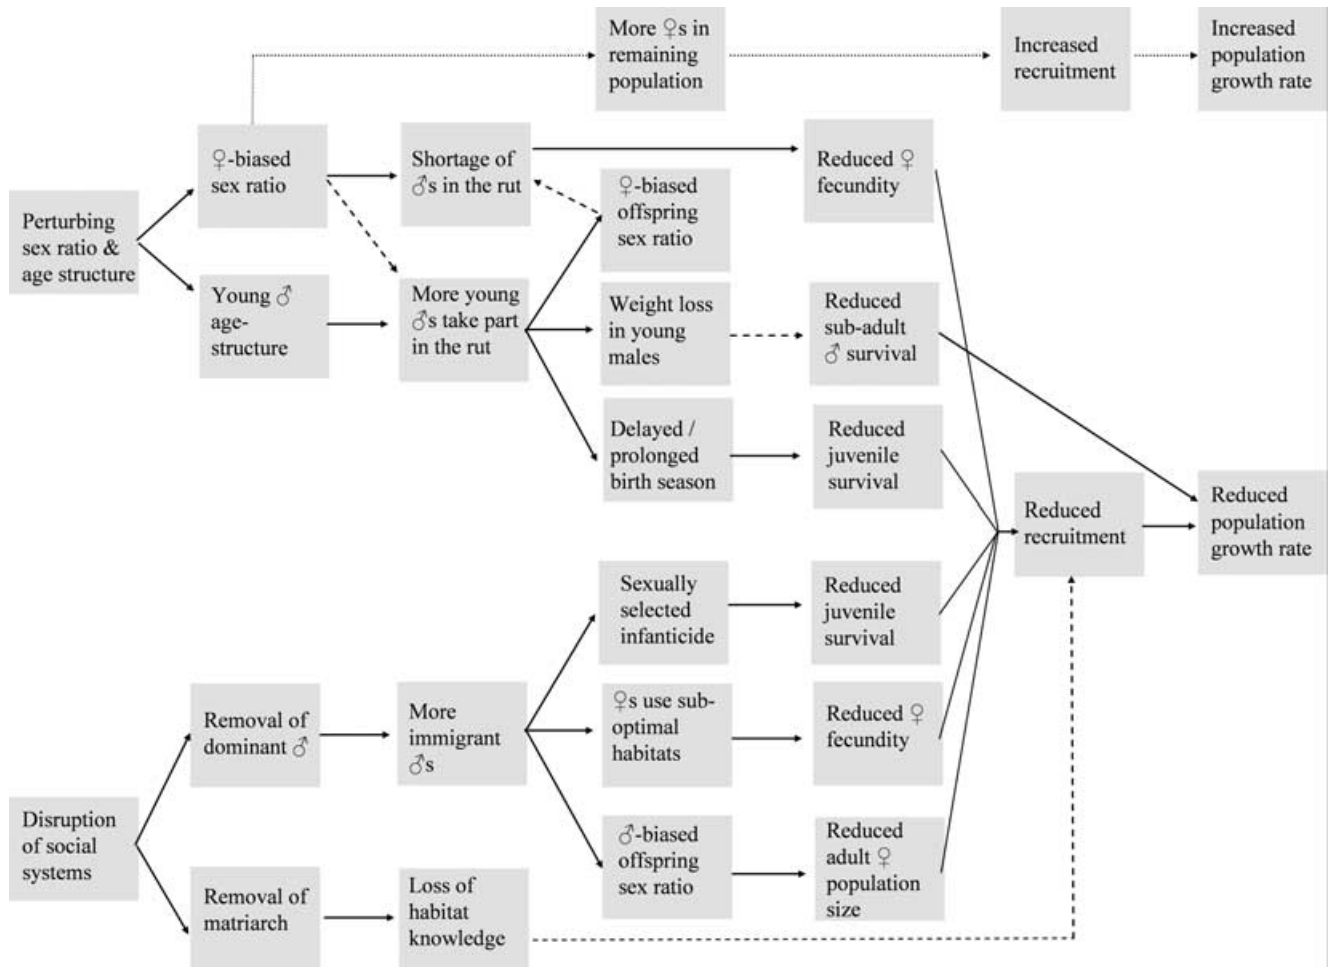 More ♀s in
remaining
population
Increased
recruitment
Increased
population
growth rate
♀-biased
sex ratio
Shortage of
♂s in the rut
Reduced ♀
fecundity
♀-biased
offspring
sex ratio
Perturbing
sex ratio &
age structure
Young ♂
age-
structure
More young
♂s take part
in the rut
Weight loss
in young
males
Reduced
sub-adult
♂ survival
Delayed /
prolonged
birth season
Reduced
juvenile
survival
Reduced
recruitment
Reduced
population
growth rate
Sexually
selected
infanticide
Reduced
juvenile
survival
Removal of
dominant ♂
More
immigrant
♂s
♀s use sub-
optimal
habitats
Reduced ♀
fecundity
Disruption
of social
systems
♂-biased
offspring
sex ratio
Reduced
adult ♀
population
size
Removal of
matriarch
Loss of
habitat
knowledge